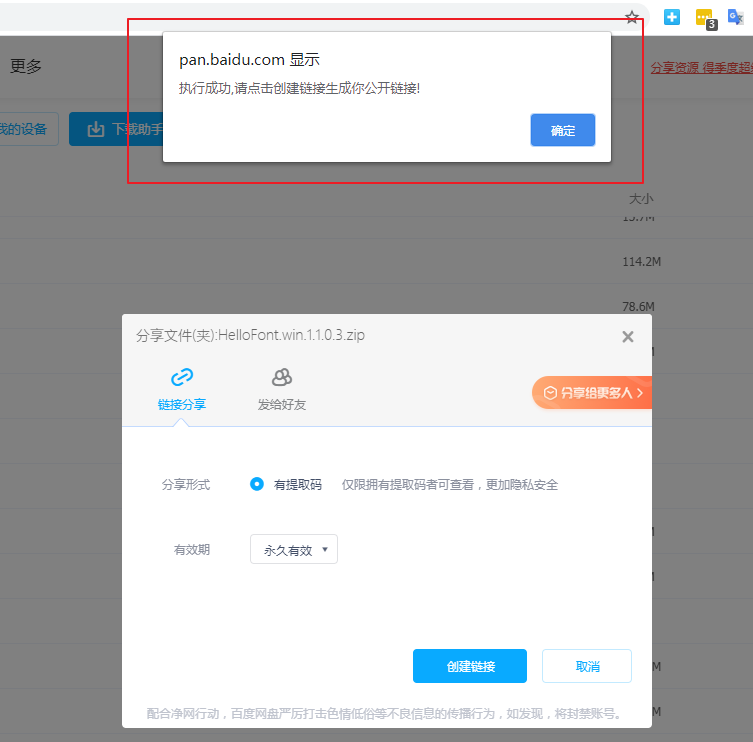 3
pan.baidu.com 显示
更多
执行成功,请点击创建链接生成你公开链接!
分享资源 得季度超
我的设备
下载助手
确定
大小
114.2M
78.6M
分享文件(夹):HelloFont.win.1.1.0.3.zip
链接分享
发给好友
分享给更多人
分享形式
有提取码
仅限拥有提取码者可查看，更加隐私安全
有效期
永久有效
创建链接
取消
M
配合净网行动，百度网盘严厉打击色情低俗等不良信息的传播行为，如发现，将封禁账号。
M